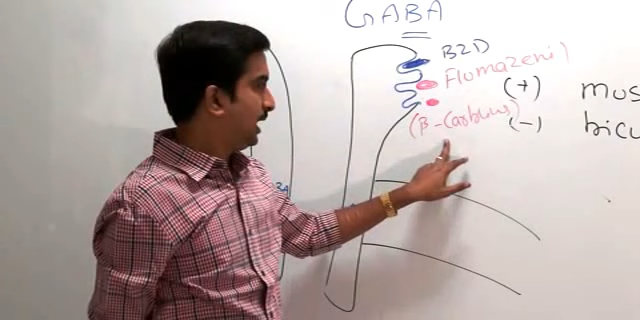 GABA
BZD
Flumazenil
(+) mus
(β-Carbolines) (-) bicu